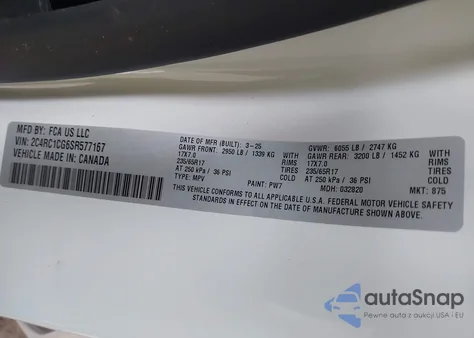 MFD BY: FCA US LLC
VIN: 2C4RC1CG6SR577167
VEHICLE MADE IN: CANADA
DATE OF MFR (BUILT): 3-25
GAWR FRONT: 2950 LB / 1339 KG
17X7.0
235/65R17
AT 250 kPa / 36 PSI
TYPE: MPV
WITH
RIMS
TIRES
COLD
PAINT: PW7
GVWR: 6055 LB / 2747 KG
GAWR REAR: 3200 LB / 1452 KG
17X7.0
235/65R17
AT 250 kPa / 36 PSI
MDH: 032820
WITH
RIMS
TIRES
COLD
MKT: 875
THIS VEHICLE CONFORMS TO ALL APPLICABLE U.S.A. FEDERAL MOTOR VEHICLE SAFETY
STANDARDS IN EFFECT ON THE DATE OF MANUFACTURE SHOWN ABOVE.
autoSnap
Pewne auta z aukcji USA i EU